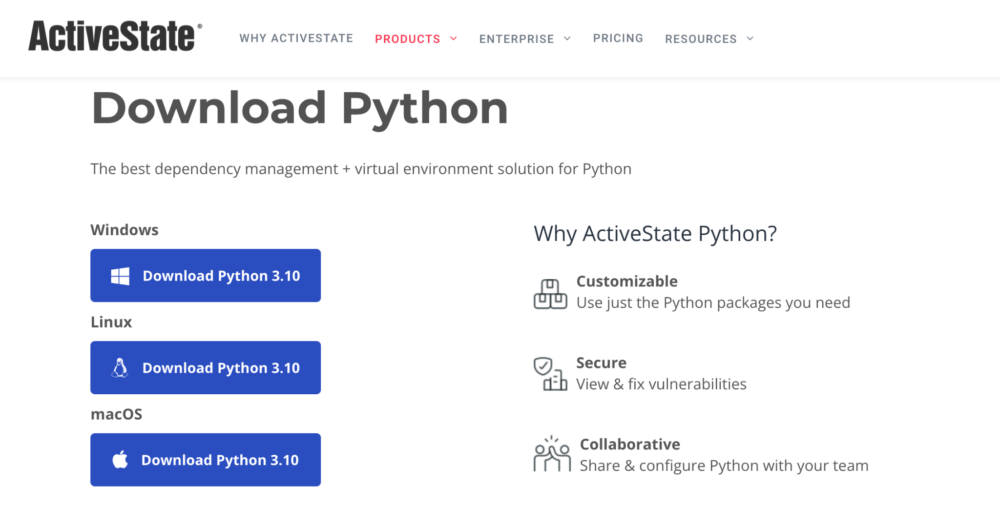 ActiveState®
WHY ACTIVESTATE
PRODUCTS
ENTERPRISE
PRICING
RESOURCES
Download Python
The best dependency management + virtual environment solution for Python
Windows
Download Python 3.10
Linux
Download Python 3.10
macOS
Download Python 3.10
Why ActiveState Python?
Customizable
Use just the Python packages you need
Secure
View & fix vulnerabilities
Collaborative
Share & configure Python with your team